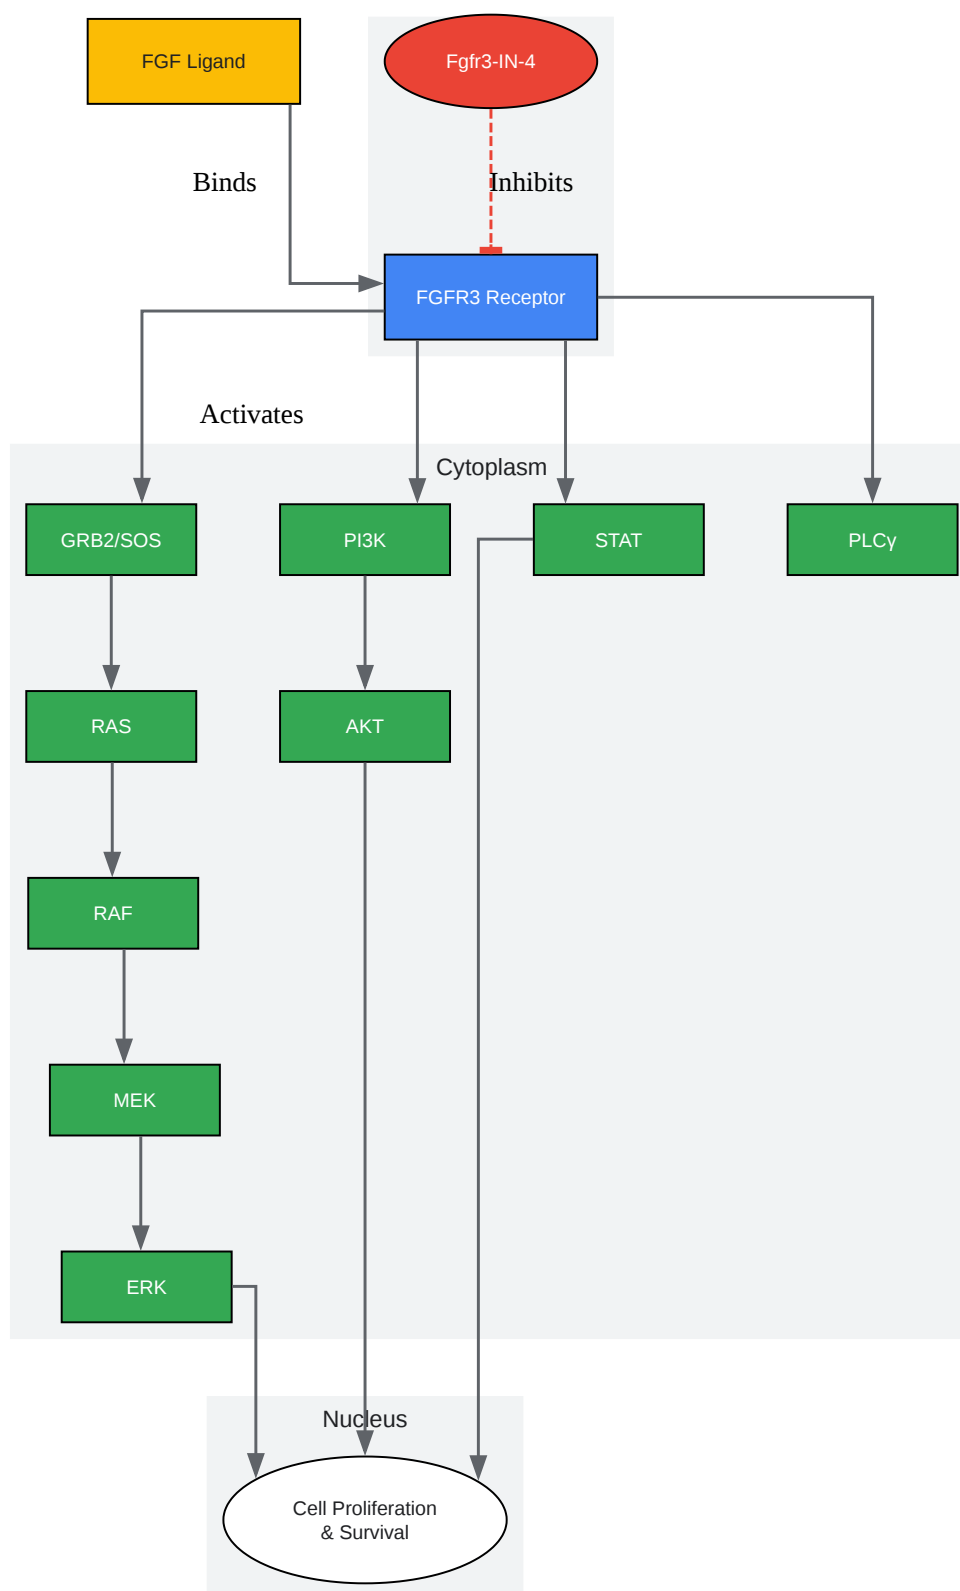 FGF Ligand
Fgfr3-IN-4
Binds
Inhibits
FGFR3 Receptor
Activates
Cytoplasm
GRB2/SOS
PI3K
STAT
PLCγ
RAS
AKT
RAF
MEK
ERK
Nucleus
Cell Proliferation
& Survival